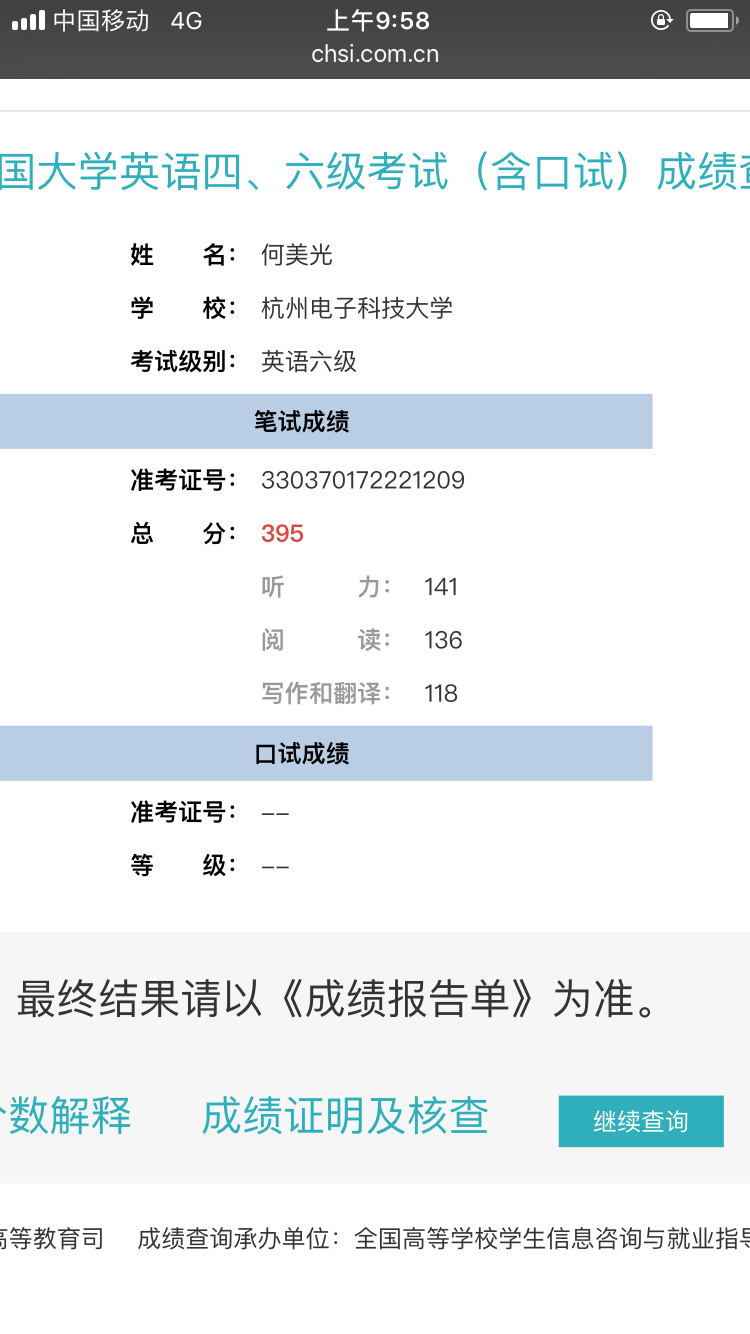 中国移动 4G 上午9:58
chsi.com.cn
国大学英语四、六级考试（含口试）成绩
姓 名： 何美光
学 校： 杭州电子科技大学
考试级别： 英语六级
笔试成绩
准考证号： 330370172221209
总 分： 395
听 力： 141
阅 读： 136
写作和翻译： 118
口试成绩
准考证号： --
等 级： --
最终结果请以《成绩报告单》为准。
数解释 成绩证明及核查 继续查询
高等教育司 成绩查询承办单位：全国高等学校学生信息咨询与就业指导